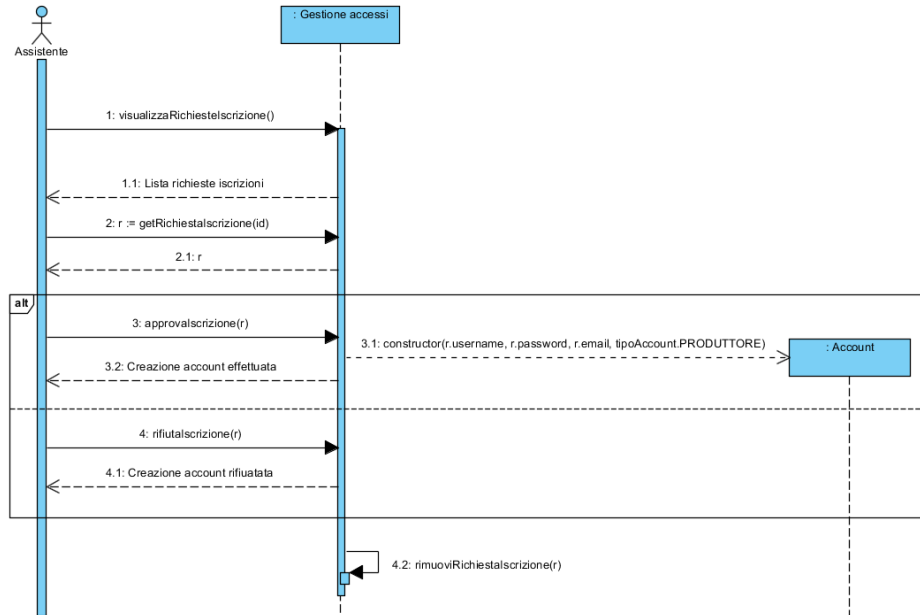 : Gestione accessi
Assistente
1: visualizzaRichiesteIscrizione()
1.1: Lista richieste iscrizioni
2: r := getRichiestaIscrizione(id)
2.1: r
alt
3: approvaIscrizione(r)
3.1: constructor(r.username, r.password, r.email, tipoAccount.PRODUTTORE)
: Account
3.2: Creazione account effettuata
4: rifiutaIscrizione(r)
4.1: Creazione account rifiuatata
4.2: rimuoviRichiestaIscrizione(r)